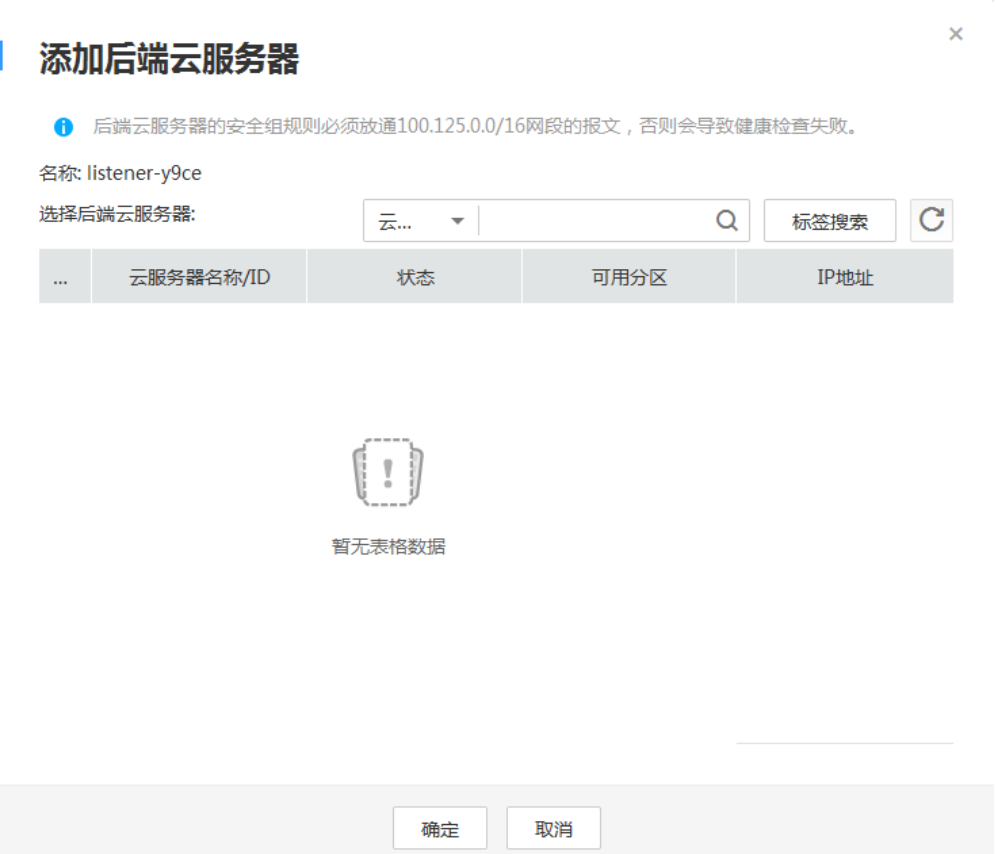 添加后端云服务器
后端云服务器的安全组规则必须放通100.125.0.0/16网段的报文，否则会导致健康检查失败。
名称: listener-y9ce
选择后端云服务器:
云... 标签搜索
... 云服务器名称/ID 状态 可用分区 IP地址
暂无表格数据
确定 取消